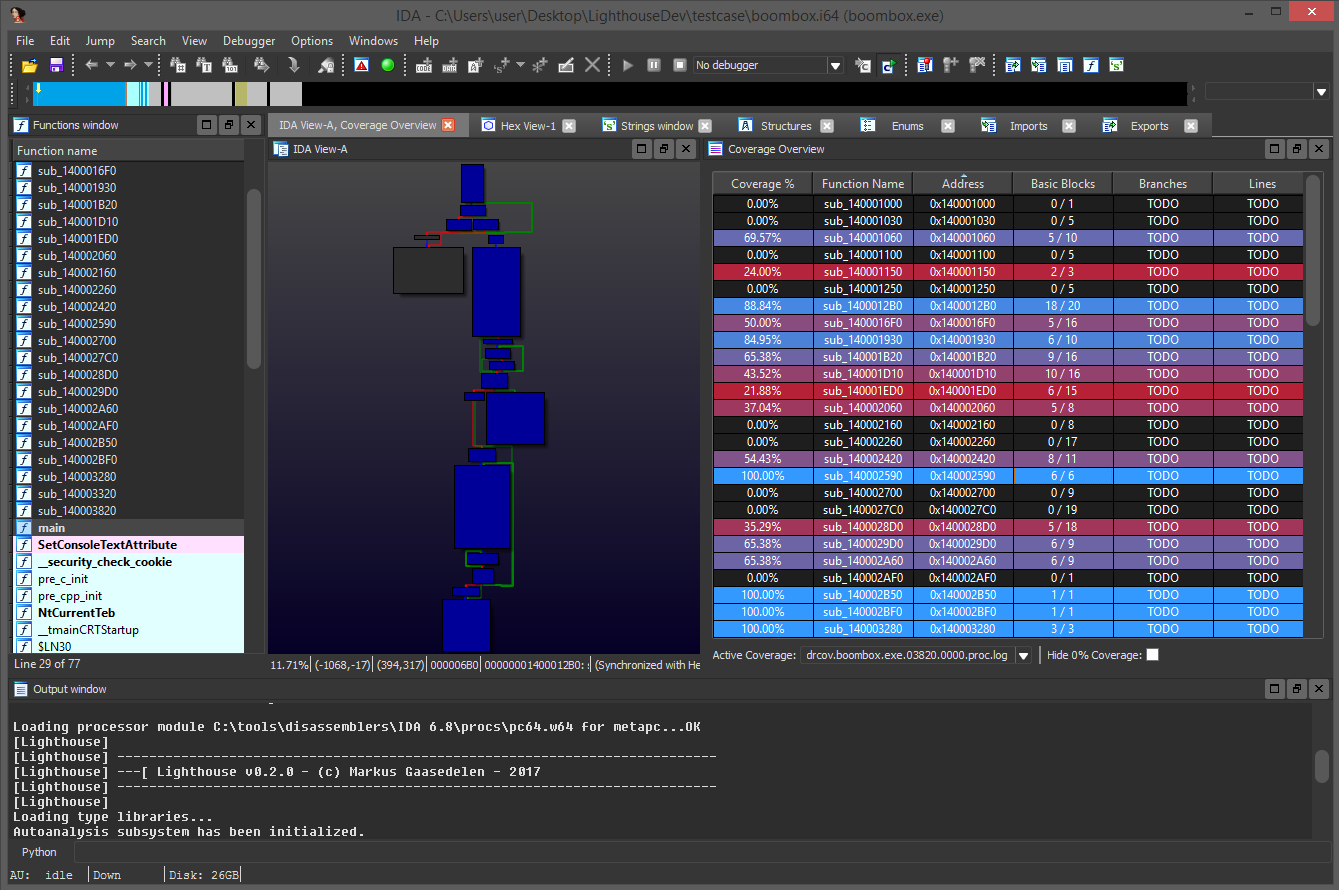 IDA - C:\Users\user\Desktop\LighthouseDev\testcase\boombox.i64 (boombox.exe)
File Edit Jump Search View Debugger Options Windows Help
No debugger
Functions window
IDA View-A, Coverage Overview Hex View-1 Strings window Structures Enums Imports Exports
Function name
sub_1400016F0
sub_140001930
sub_140001B20
sub_140001D10
sub_140001ED0
sub_140002060
sub_140002160
sub_140002260
sub_140002420
sub_140002590
sub_140002700
sub_1400027C0
sub_1400028D0
sub_1400029D0
sub_140002A60
sub_140002AF0
sub_140002B50
sub_140002BF0
sub_140003280
sub_140003320
sub_140003820
main
SetConsoleTextAttribute
__security_check_cookie
pre_c_init
pre_cpp_init
NtCurrentTeb
__tmainCRTStartup
$LN30
Line 29 of 77
IDA View-A
11.71% (-1068,-17) (394,317) 000006B0 00000001400012B0: (Synchronized with He
Coverage Overview
Coverage % Function Name Address Basic Blocks Branches Lines
0.00% sub_140001000 0x140001000 0 / 1 TODO TODO
0.00% sub_140001030 0x140001030 0 / 5 TODO TODO
69.57% sub_140001060 0x140001060 5 / 10 TODO TODO
0.00% sub_140001100 0x140001100 0 / 5 TODO TODO
24.00% sub_140001150 0x140001150 2 / 3 TODO TODO
0.00% sub_140001250 0x140001250 0 / 5 TODO TODO
88.84% sub_1400012B0 0x1400012B0 18 / 20 TODO TODO
50.00% sub_1400016F0 0x1400016F0 5 / 16 TODO TODO
84.95% sub_140001930 0x140001930 6 / 10 TODO TODO
65.38% sub_140001B20 0x140001B20 9 / 16 TODO TODO
43.52% sub_140001D10 0x140001D10 10 / 16 TODO TODO
21.88% sub_140001ED0 0x140001ED0 6 / 15 TODO TODO
37.04% sub_140002060 0x140002060 5 / 8 TODO TODO
0.00% sub_140002160 0x140002160 0 / 8 TODO TODO
0.00% sub_140002260 0x140002260 0 / 17 TODO TODO
54.43% sub_140002420 0x140002420 8 / 11 TODO TODO
100.00% sub_140002590 0x140002590 6 / 6 TODO TODO
0.00% sub_140002700 0x140002700 0 / 9 TODO TODO
0.00% sub_1400027C0 0x1400027C0 0 / 19 TODO TODO
35.29% sub_1400028D0 0x1400028D0 5 / 18 TODO TODO
65.38% sub_1400029D0 0x1400029D0 6 / 9 TODO TODO
65.38% sub_140002A60 0x140002A60 6 / 9 TODO TODO
0.00% sub_140002AF0 0x140002AF0 0 / 1 TODO TODO
100.00% sub_140002B50 0x140002B50 1 / 1 TODO TODO
100.00% sub_140002BF0 0x140002BF0 1 / 1 TODO TODO
100.00% sub_140003280 0x140003280 3 / 3 TODO TODO
Active Coverage: drcov.boombox.exe.03820.0000.proc.log Hide 0% Coverage:
Output window
Loading processor module C:\tools\disassemblers\IDA 6.8\procs\pc64.w64 for metapc...OK
[Lighthouse]
[Lighthouse] ---------------------------------------------------------------------------
[Lighthouse] ---[ Lighthouse v0.2.0 - (c) Markus Gaasedelen - 2017
[Lighthouse] ---------------------------------------------------------------------------
[Lighthouse]
Loading type libraries...
Autoanalysis subsystem has been initialized.
Python
AU: idle Down Disk: 26GB